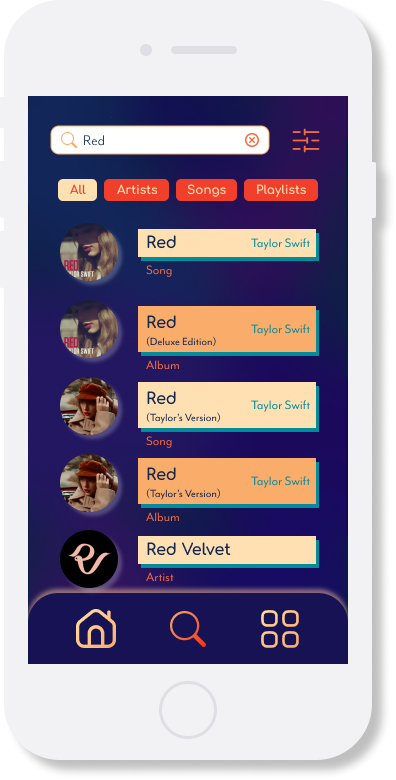 Red
All Artists Songs Playlists
Red Taylor Swift
Song
Red
(Deluxe Edition) Taylor Swift
Album
Red
(Taylor's Version) Taylor Swift
Song
Red
(Taylor's Version) Taylor Swift
Album
Red Velvet
Artist